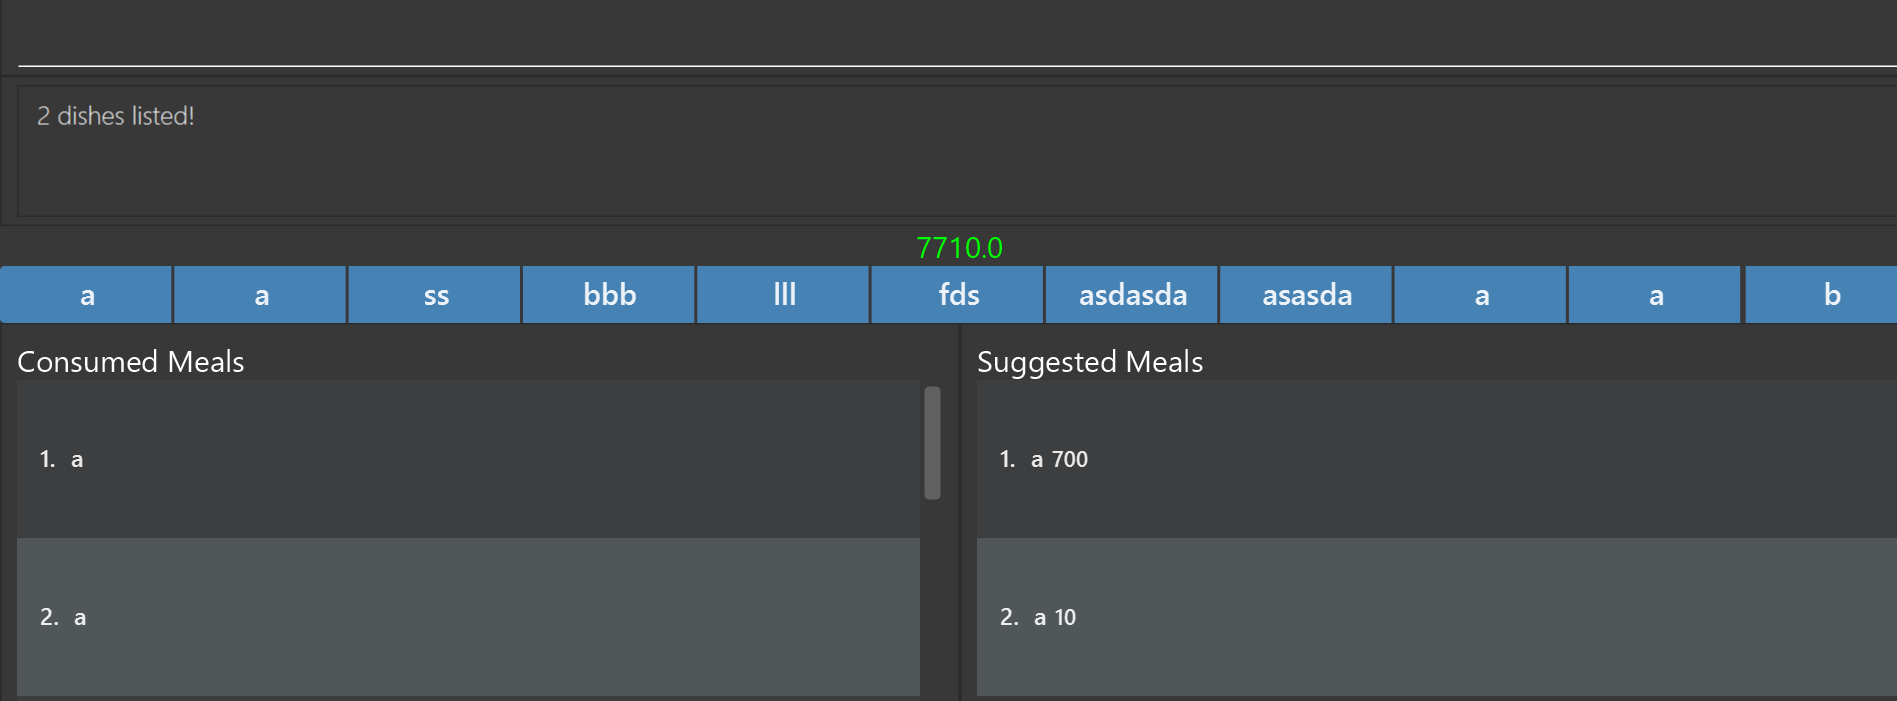 2 dishes listed!
7710.0
a a ss bbb lll fds asdasda asasda a a b
Consumed Meals
1. a
2. a
Suggested Meals
1. a 700
2. a 10